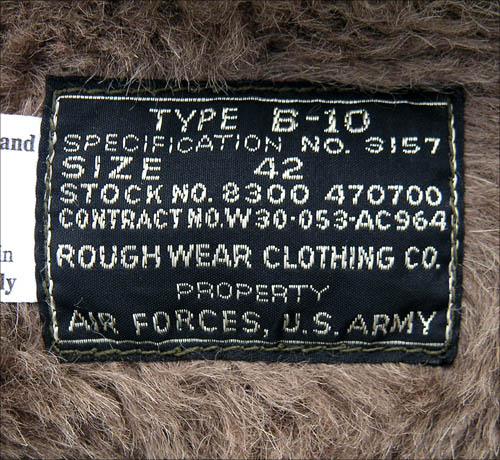 TYPE B-10
SPECIFICATION NO. 3157
SIZE 42
STOCK NO. 8300 470700
CONTRACT NO. W30-053-AC964
ROUGH WEAR CLOTHING CO.
PROPERTY
AIR FORCES, U.S. ARMY
and